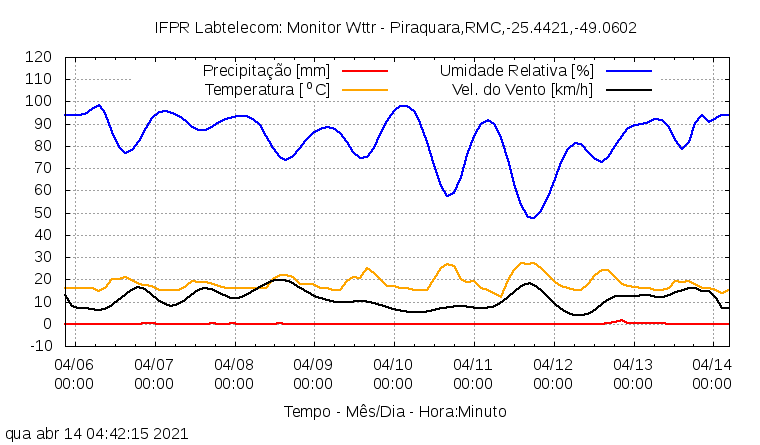 IFPR Labtelecom: Monitor Wttr - Piraquara,RMC,-25.4421,-49.0602
Precipitação [mm] Umidade Relativa [%]
Temperatura [ ⁰C] Vel. do Vento [km/h]
120
110
100
90
80
70
60
50
40
30
20
10
0
-10
04/06 04/07 04/08 04/09 04/10 04/11 04/12 04/13 04/14
00:00 00:00 00:00 00:00 00:00 00:00 00:00 00:00 00:00
Tempo - Mês/Dia - Hora:Minuto
qua abr 14 04:42:15 2021